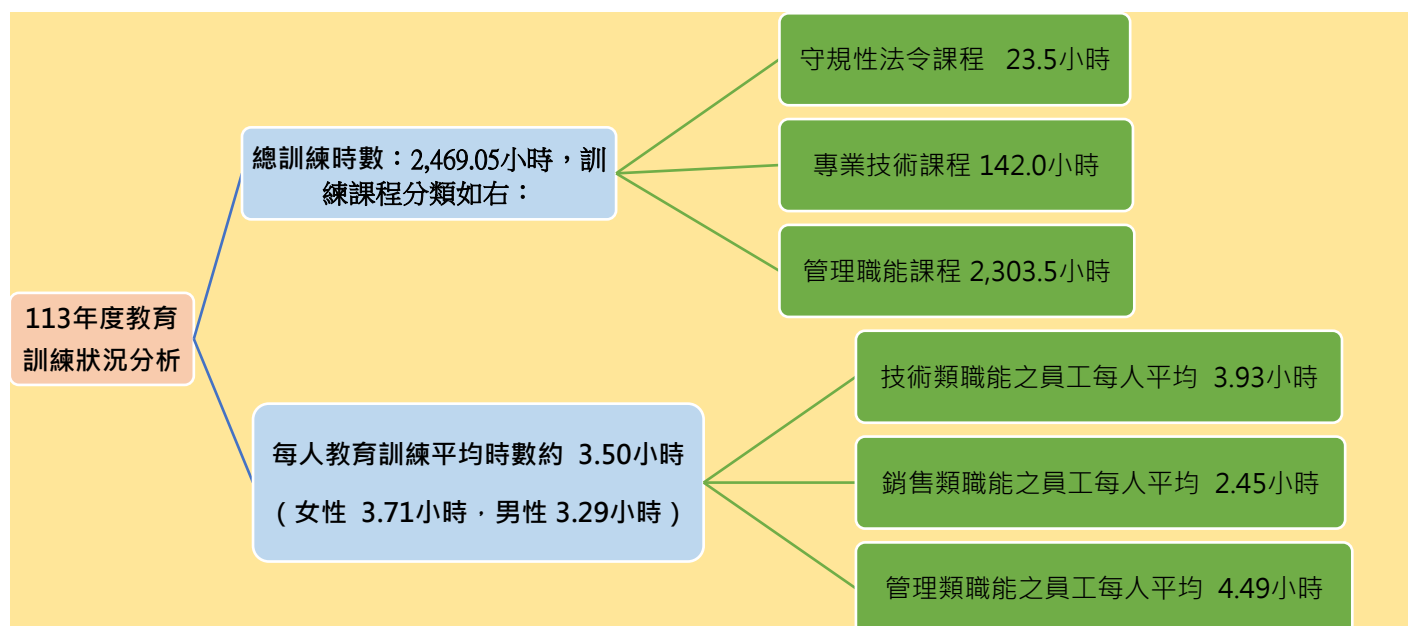 113年度教育
訓練狀況分析
總訓練時數：2,469.05小時，訓
練課程分類如右：
守規性法令課程 23.5小時
專業技術課程 142.0小時
管理職能課程 2,303.5小時
每人教育訓練平均時數約 3.50小時
（女性 3.71小時，男性 3.29小時）
技術類職能之員工每人平均 3.93小時
銷售類職能之員工每人平均 2.45小時
管理類職能之員工每人平均 4.49小時